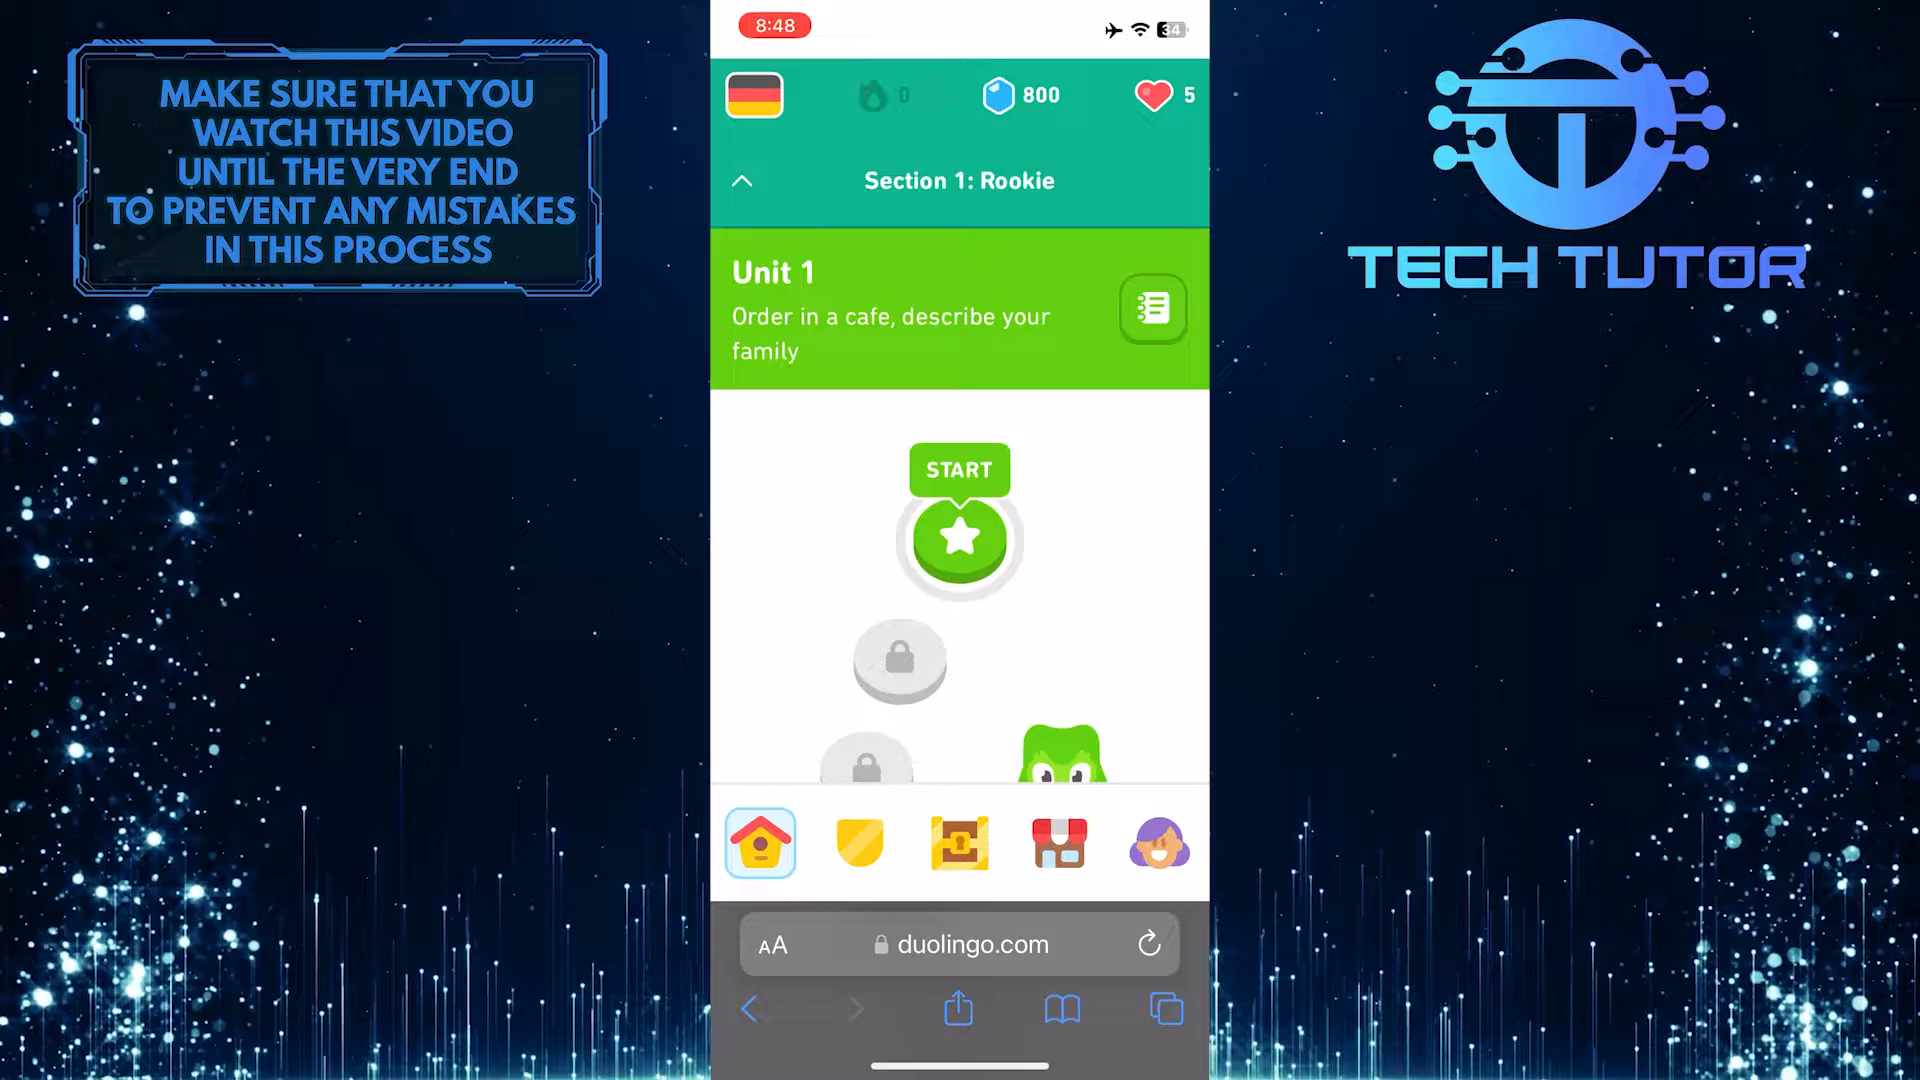 MAKE SURE THAT YOU
WATCH THIS VIDEO
UNTIL THE VERY END
TO PREVENT ANY MISTAKES
IN THIS PROCESS
8:48
34
0
800
5
Section 1: Rookie
Unit 1
Order in a cafe, describe your
family
START
AA
duolingo.com
TECH TUTOR